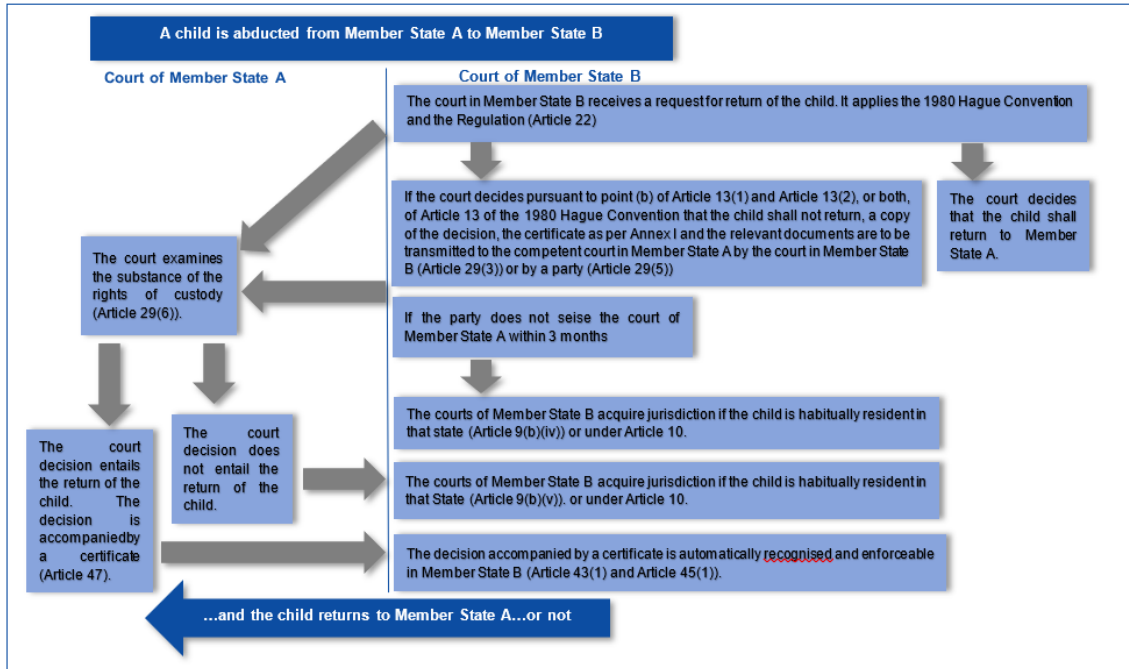 A child is abducted from Member State A to Member State B
Court of Member State A
Court of Member State B
The court in Member State B receives a request for return of the child. It applies the 1980 Hague Convention
and the Regulation (Article 22)
If the court decides pursuant to point (b) of Article 13(1) and Article 13(2), or both,
of Article 13 of the 1980 Hague Convention that the child shall not return, a copy
of the decision, the certificate as per Annex I and the relevant documents are to be
transmitted to the competent court in Member State A by the court in Member State
B (Article 29(3)) or by a party (Article 29(5))
The court decides
that the child shall
return to Member
State A.
The court examines
the substance of the
rights of custody
(Article 29(6)).
If the party does not seise the court of
Member State A within 3 months
The courts of Member State B acquire jurisdiction if the child is habitually resident in
that state (Article 9(b)(iv)) or under Article 10.
The court
decision entails
the return of the
child. The
decision is
accompaniedby
a certificate
(Article 47).
The court
decision does
not entail the
return of the
child.
The courts of Member State B acquire jurisdiction if the child is habitually resident in
that State (Article 9(b)(v)). or under Article 10.
The decision accompanied by a certificate is automatically recognised and enforceable
in Member State B (Article 43(1) and Article 45(1)).
...and the child returns to Member State A...or not